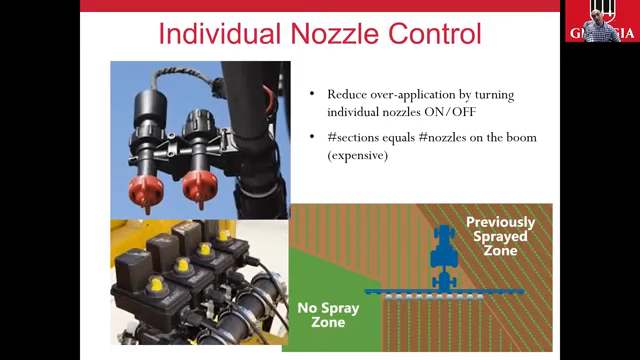 Individual Nozzle Control
• Reduce over-application by turning
individual nozzles ON/OFF
• #sections equals #nozzles on the boom
(expensive)
Previously
Sprayed
Zone
No Spray
Zone